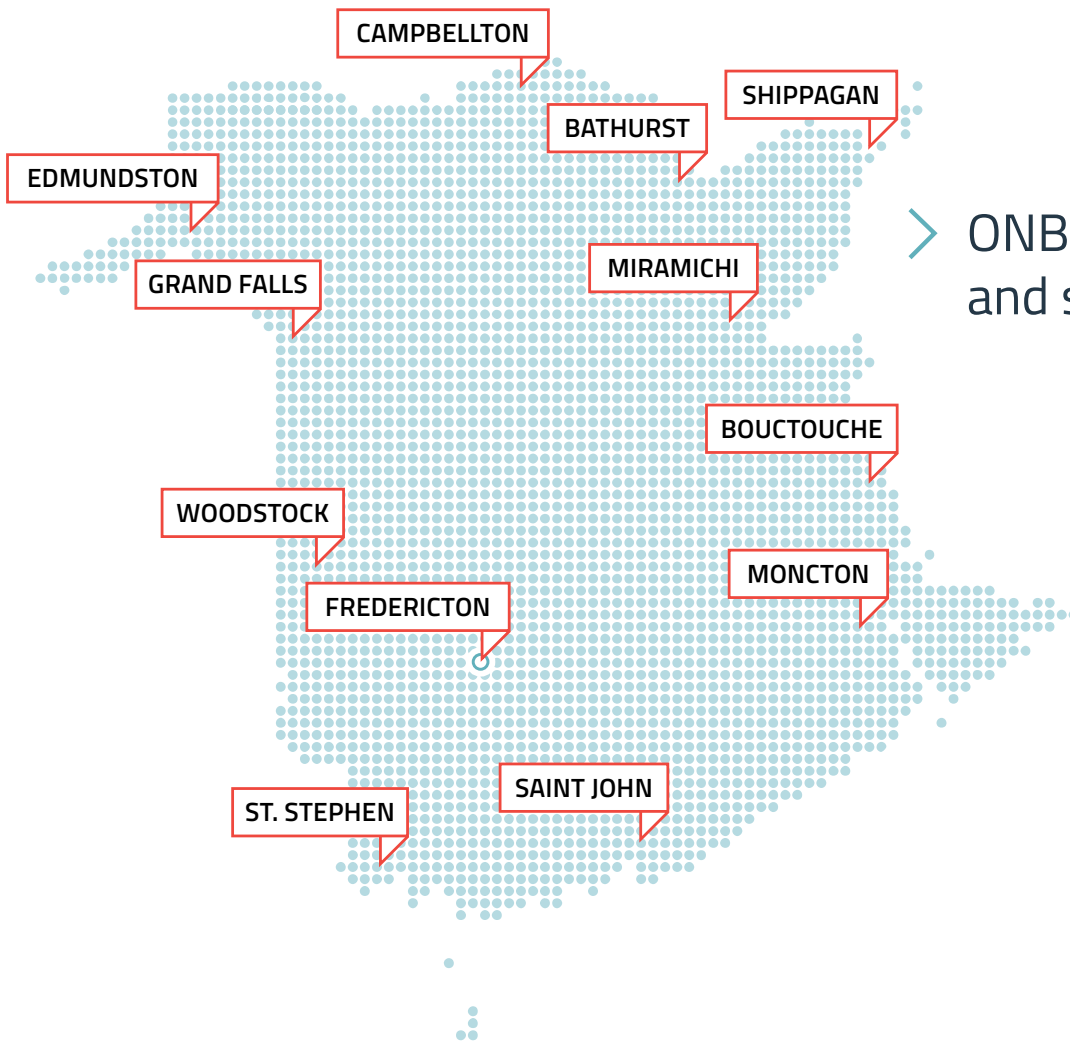 CAMPBELLTON
SHIPPAGAN
BATHURST
EDMUNDSTON
ONB
and s
MIRAMICHI
GRAND FALLS
BOUCTOUCHE
WOODSTOCK
MONCTON
FREDERICTON
SAINT JOHN
ST. STEPHEN